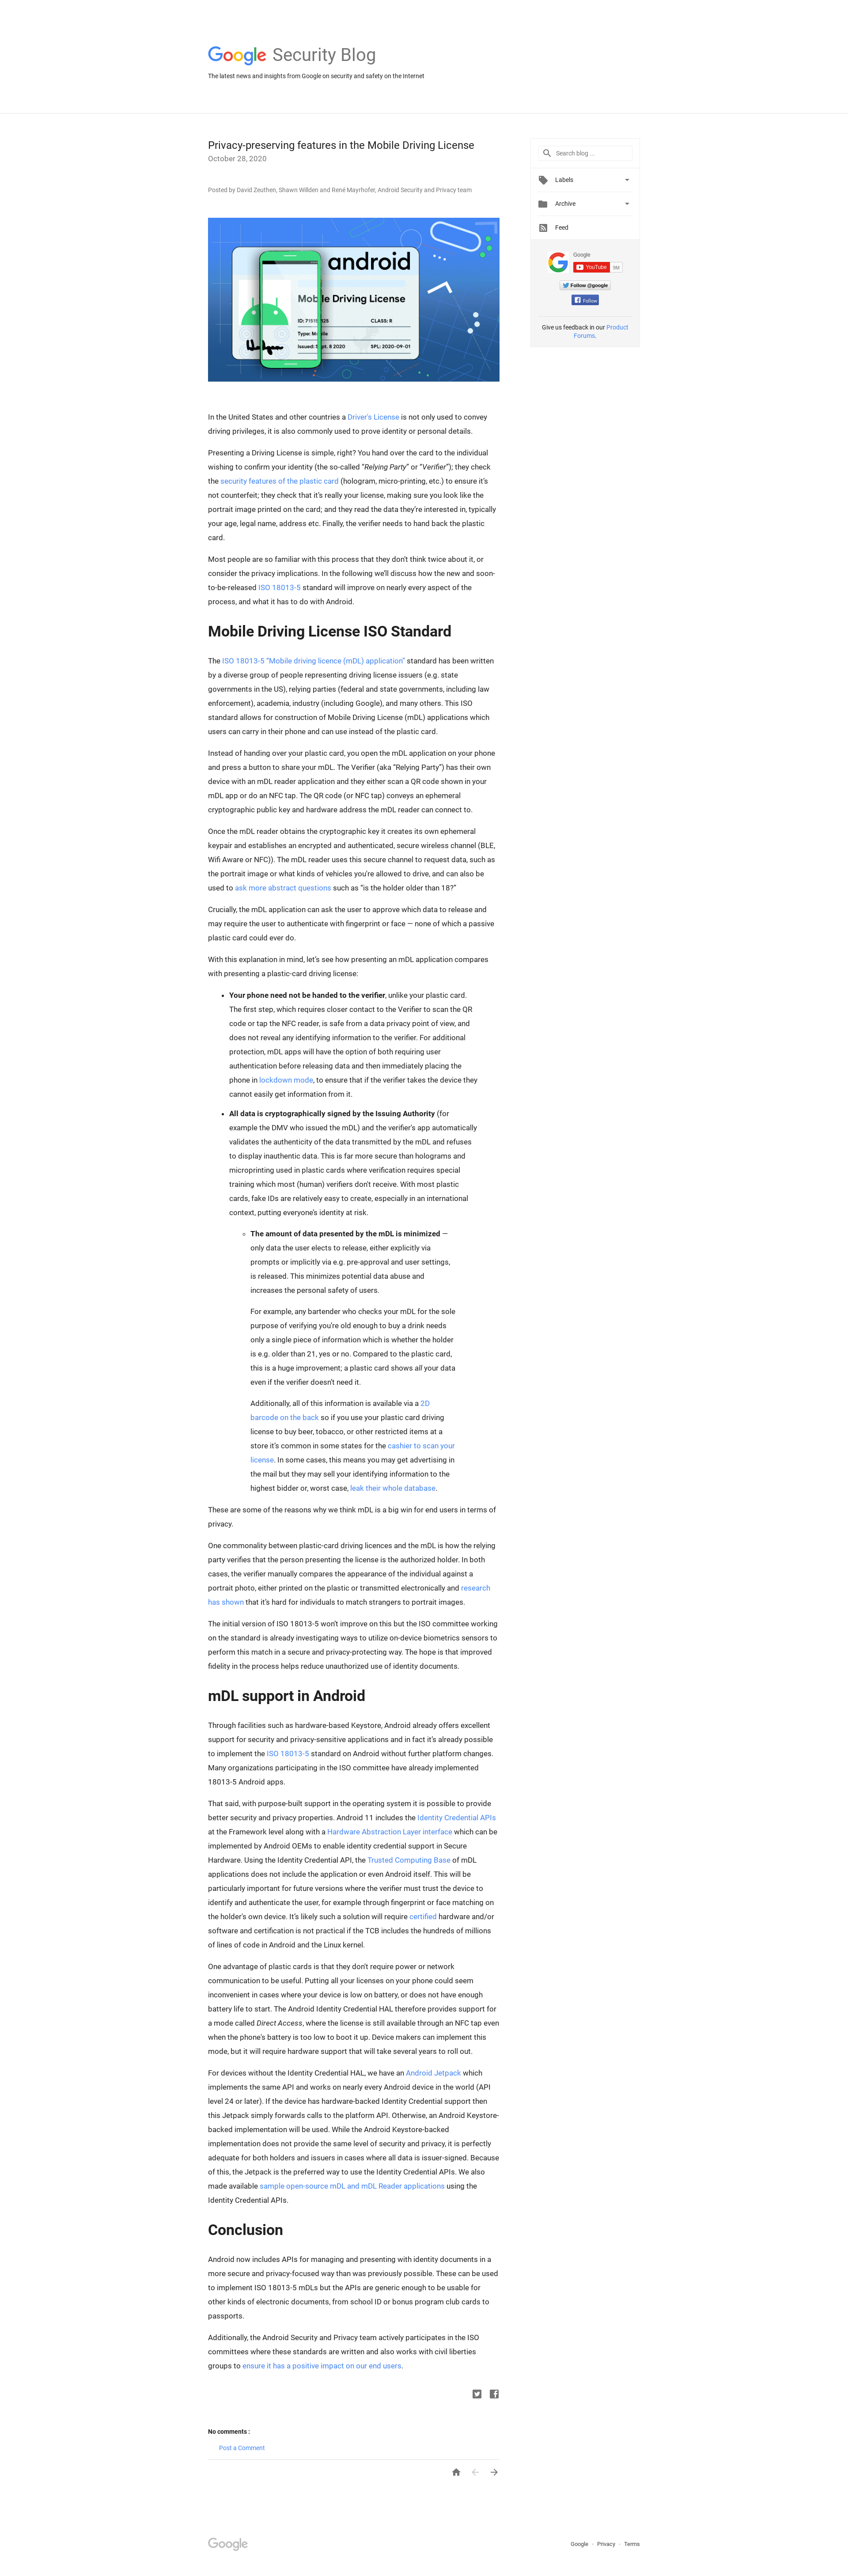 Google Security Blog
The latest news and insights from Google on security and safety on the Internet
Privacy-preserving features in the Mobile Driving License
October 28, 2020
Posted by David Zeuthen, Shawn Willden and René Mayrhofer, Android Security and Privacy team
android
Mobile Driving License
ID:
CLASS: C
Type: Mobile
Issued: Sept. 8 2020
SPL: 2020-09-01
In the United States and other countries a Driver's License is not only used to convey
driving privileges, it is also commonly used to prove identity or personal details.
Presenting a Driving License is simple, right? You hand over the card to the individual
wishing to confirm your identity (the so-called “Relying Party” or “Verifier”); they check
the security features of the plastic card (hologram, micro-printing, etc.) to ensure it’s
not counterfeit; they check that it’s really your license, making sure you look like the
portrait image printed on the card; and they read the data they’re interested in, typically
your age, legal name, address etc. Finally, the verifier needs to hand back the plastic
card.
Most people are so familiar with this process that they don’t think twice about it, or
consider the privacy implications. In the following we’ll discuss how the new and soon-
to-be-released ISO 18013-5 standard will improve on nearly every aspect of the
process, and what it has to do with Android.
Mobile Driving License ISO Standard
The ISO 18013-5 “Mobile driving licence (mDL) application” standard has been written
by a diverse group of people representing driving license issuers (e.g. state
governments in the US), relying parties (federal and state governments, including law
enforcement), academia, industry (including Google), and many others. This ISO
standard allows for construction of Mobile Driving License (mDL) applications which
users can carry in their phone and can use instead of the plastic card.
Instead of handing over your plastic card, you open the mDL application on your phone
and press a button to share your mDL. The Verifier (aka “Relying Party”) has their own
device with an mDL reader application and they either scan a QR code shown in your
mDL app or do an NFC tap. The QR code (or NFC tap) conveys an ephemeral
cryptographic public key and hardware address the mDL reader can connect to.
Once the mDL reader obtains the cryptographic key it creates its own ephemeral
keypair and establishes an encrypted and authenticated, secure wireless channel (BLE,
Wifi Aware or NFC)). The mDL reader uses this secure channel to request data, such as
the portrait image or what kinds of vehicles you're allowed to drive, and can also be
used to ask more abstract questions such as “is the holder older than 18?”
Crucially, the mDL application can ask the user to approve which data to release and
may require the user to authenticate with fingerprint or face — none of which a passive
plastic card could ever do.
With this explanation in mind, let’s see how presenting an mDL application compares
with presenting a plastic-card driving license:
• Your phone need not be handed to the verifier, unlike your plastic card.
The first step, which requires closer contact to the Verifier to scan the QR
code or tap the NFC reader, is safe from a data privacy point of view, and
does not reveal any identifying information to the verifier. For additional
protection, mDL apps will have the option of both requiring user
authentication before releasing data and then immediately placing the
phone in lockdown mode, to ensure that if the verifier takes the device they
cannot easily get information from it.
• All data is cryptographically signed by the Issuing Authority (for
example the DMV who issued the mDL) and the verifier's app automatically
validates the authenticity of the data transmitted by the mDL and refuses
to display inauthentic data. This is far more secure than holograms and
microprinting used in plastic cards where verification requires special
training which most (human) verifiers don't receive. With most plastic
cards, fake IDs are relatively easy to create, especially in an international
context, putting everyone’s identity at risk.
○ The amount of data presented by the mDL is minimized —
only data the user elects to release, either explicitly via
prompts or implicitly via e.g. pre-approval and user settings,
is released. This minimizes potential data abuse and
increases the personal safety of users.
For example, any bartender who checks your mDL for the sole
purpose of verifying you’re old enough to buy a drink needs
only a single piece of information which is whether the holder
is e.g. older than 21, yes or no. Compared to the plastic card,
this is a huge improvement; a plastic card shows all your data
even if the verifier doesn’t need it.
Additionally, all of this information is available via a 2D
barcode on the back so if you use your plastic card driving
license to buy beer, tobacco, or other restricted items at a
store it’s common in some states for the cashier to scan your
license. In some cases, this means you may get advertising in
the mail but they may sell your identifying information to the
highest bidder or, worst case, leak their whole database.
These are some of the reasons why we think mDL is a big win for end users in terms of
privacy.
One commonality between plastic-card driving licences and the mDL is how the relying
party verifies that the person presenting the license is the authorized holder. In both
cases, the verifier manually compares the appearance of the individual against a
portrait photo, either printed on the plastic or transmitted electronically and research
has shown that it’s hard for individuals to match strangers to portrait images.
The initial version of ISO 18013-5 won’t improve on this but the ISO committee working
on the standard is already investigating ways to utilize on-device biometrics sensors to
perform this match in a secure and privacy-protecting way. The hope is that improved
fidelity in the process helps reduce unauthorized use of identity documents.
mDL support in Android
Through facilities such as hardware-based Keystore, Android already offers excellent
support for security and privacy-sensitive applications and in fact it’s already possible
to implement the ISO 18013-5 standard on Android without further platform changes.
Many organizations participating in the ISO committee have already implemented
18013-5 Android apps.
That said, with purpose-built support in the operating system it is possible to provide
better security and privacy properties. Android 11 includes the Identity Credential APIs
at the Framework level along with a Hardware Abstraction Layer interface which can be
implemented by Android OEMs to enable identity credential support in Secure
Hardware. Using the Identity Credential API, the Trusted Computing Base of mDL
applications does not include the application or even Android itself. This will be
particularly important for future versions where the verifier must trust the device to
identify and authenticate the user, for example through fingerprint or face matching on
the holder's own device. It’s likely such a solution will require certified hardware and/or
software and certification is not practical if the TCB includes the hundreds of millions
of lines of code in Android and the Linux kernel.
One advantage of plastic cards is that they don't require power or network
communication to be useful. Putting all your licenses on your phone could seem
inconvenient in cases where your device is low on battery, or does not have enough
battery life to start. The Android Identity Credential HAL therefore provides support for
a mode called Direct Access, where the license is still available through an NFC tap even
when the phone's battery is too low to boot it up. Device makers can implement this
mode, but it will require hardware support that will take several years to roll out.
For devices without the Identity Credential HAL, we have an Android Jetpack which
implements the same API and works on nearly every Android device in the world (API
level 24 or later). If the device has hardware-backed Identity Credential support then
this Jetpack simply forwards calls to the platform API. Otherwise, an Android Keystore-
backed implementation will be used. While the Android Keystore-backed
implementation does not provide the same level of security and privacy, it is perfectly
adequate for both holders and issuers in cases where all data is issuer-signed. Because
of this, the Jetpack is the preferred way to use the Identity Credential APIs. We also
made available sample open-source mDL and mDL Reader applications using the
Identity Credential APIs.
Conclusion
Android now includes APIs for managing and presenting with identity documents in a
more secure and privacy-focused way than was previously possible. These can be used
to implement ISO 18013-5 mDLs but the APIs are generic enough to be usable for
other kinds of electronic documents, from school ID or bonus program club cards to
passports.
Additionally, the Android Security and Privacy team actively participates in the ISO
committees where these standards are written and also works with civil liberties
groups to ensure it has a positive impact on our end users.
No comments :
Post a Comment
Search blog ...
Labels
Archive
Feed
Google
YouTube
9M
Follow @google
Follow
Give us feedback in our Product
Forums.
Google
Google · Privacy · Terms